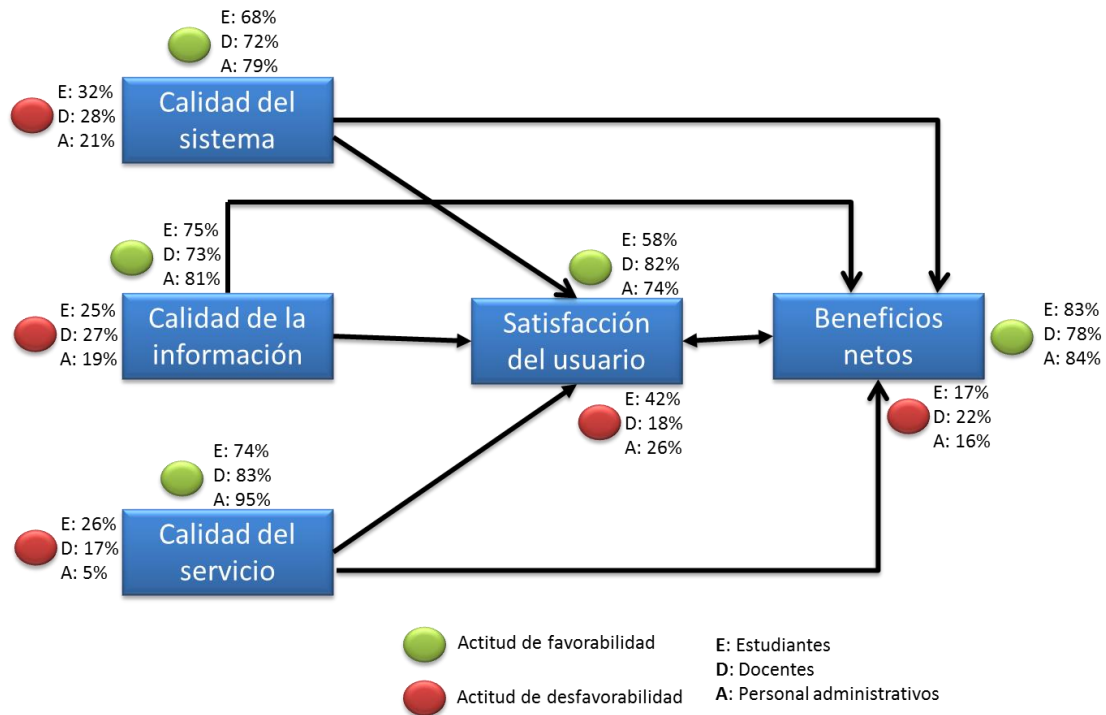 E: 68%
D: 72%
A: 79%
E: 32%
D: 28%
A: 21%
Calidad del
sistema
E: 75%
D: 73%
A: 81%
E: 25%
D: 27%
A: 19%
Calidad de la
información
E: 58%
D: 82%
A: 74%
Satisfacción
del usuario
E: 42%
D: 18%
A: 26%
Beneficios
netos
E: 83%
D: 78%
A: 84%
E: 17%
D: 22%
A: 16%
E: 74%
D: 83%
A: 95%
E: 26%
D: 17%
A: 5%
Calidad del
servicio
Actitud de favorabilidad
Actitud de desfavorabilidad
E: Estudiantes
D: Docentes
A: Personal administrativos